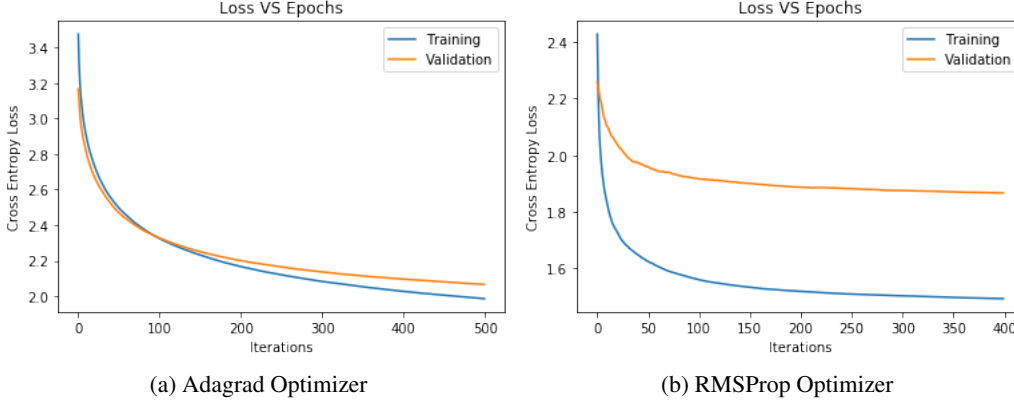 Loss VS Epochs
Training
Validation
Cross Entropy Loss
3.4
3.2
3.0
2.8
2.6
2.4
2.2
2.0
0 100 200 300 400 500
Iterations
(a) Adagrad Optimizer
Loss VS Epochs
Training
Validation
Cross Entropy Loss
2.4
2.2
2.0
1.8
1.6
0 50 100 150 200 250 300 350 400
Iterations
(b) RMSProp Optimizer